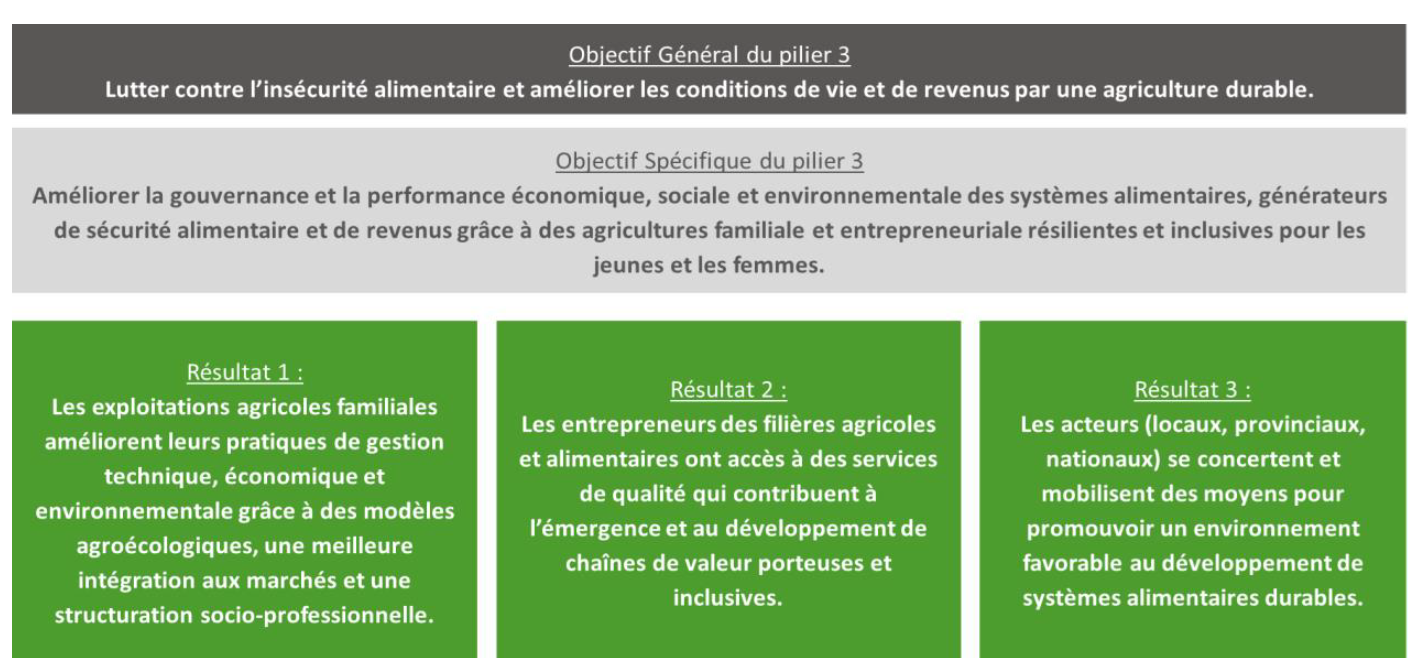 Objectif Général du pilier 3
Lutter contre l’insécurité alimentaire et améliorer les conditions de vie et de revenus par une agriculture durable.
Objectif Spécifique du pilier 3
Améliorer la gouvernance et la performance économique, sociale et environnementale des systèmes alimentaires, générateurs
de sécurité alimentaire et de revenus grâce à des agricultures familiale et entrepreneuriale résilientes et inclusives pour les
jeunes et les femmes.
Résultat 1 :
Les exploitations agricoles familiales
améliorent leurs pratiques de gestion
technique, économique et
environnementale grâce à des modèles
agroécologiques, une meilleure
intégration aux marchés et une
structuration socio-professionnelle.
Résultat 2 :
Les entrepreneurs des filières agricoles
et alimentaires ont accès à des services
de qualité qui contribuent à
l’émergence et au développement de
chaînes de valeur porteuses et
inclusives.
Résultat 3 :
Les acteurs (locaux, provinciaux,
nationaux) se concertent et
mobilisent des moyens pour
promouvoir un environnement
favorable au développement de
systèmes alimentaires durables.